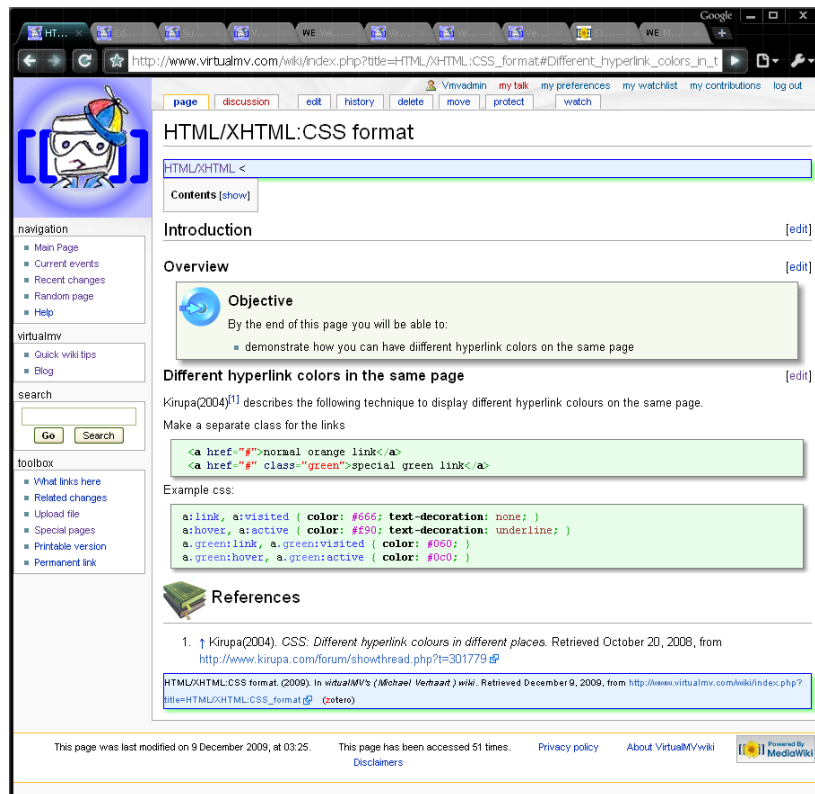 Google
HT...
Ed...
Su...
V...
WE Ve...
Ve...
Ve...
Ve...
Ex...
WE M...
http://www.virtualmv.com/wiki/index.php?title=HTML/XHTML:CSS_format#Different_hyperlink_colors_in_t
Vmvadmin my talk my preferences my watchlist my contributions log out
page discussion edit history delete move protect watch
HTML/XHTML:CSS format
HTML/XHTML <
Contents [show]
Introduction [edit]
Overview [edit]
Objective
By the end of this page you will be able to:
demonstrate how you can have diifferent hyperlink colors on the same page
Different hyperlink colors in the same page [edit]
Kirupa(2004)[1] describes the following technique to display different hyperlink colours on the same page.
Make a separate class for the links
<a href="#">normal orange link</a>
<a href="#" class="green">special green link</a>
Example css:
a:link, a:visited { color: #666; text-decoration: none; }
a:hover, a:active { color: #f90; text-decoration: underline; }
a.green:link, a.green:visited { color: #060; }
a.green:hover, a.green:active { color: #0c0; }
References
1. ↑ Kirupa(2004). CSS: Different hyperlink colours in different places. Retrieved October 20, 2008, from
http://www.kirupa.com/forum/showthread.php?t=301779
HTML/XHTML:CSS format. (2009). In virtualMV's ( Michael Verhaart ) wiki. Retrieved December 9, 2009, from http://www.virtualmv.com/wiki/index.php?
title=HTML/XHTML:CSS_format (zotero)
navigation
Main Page
Current events
Recent changes
Random page
Help
virtualmv
Quick wiki tips
Blog
search
Go Search
toolbox
What links here
Related changes
Upload file
Special pages
Printable version
Permanent link
This page was last modified on 9 December 2009, at 03:25. This page has been accessed 51 times. Privacy policy About VirtualMVwiki
Disclaimers
Powered By
MediaWiki